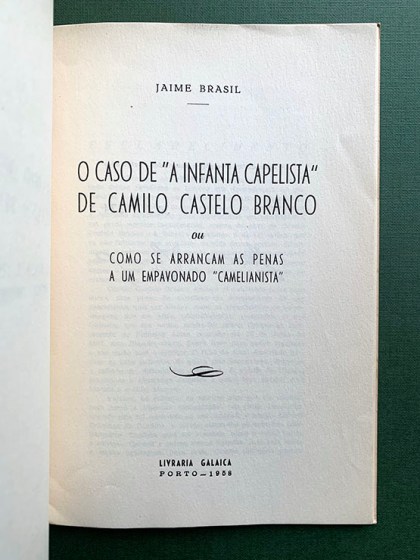 JAIME BRASIL
O CASO DE "A INFANTA CAPELISTA"
DE CAMILO CASTELO BRANCO
ou
COMO SE ARRANCAM AS PENAS
A UM EMPAVONADO "CAMELIANISTA"
LIVRARIA GALAICA
PORTO—1958